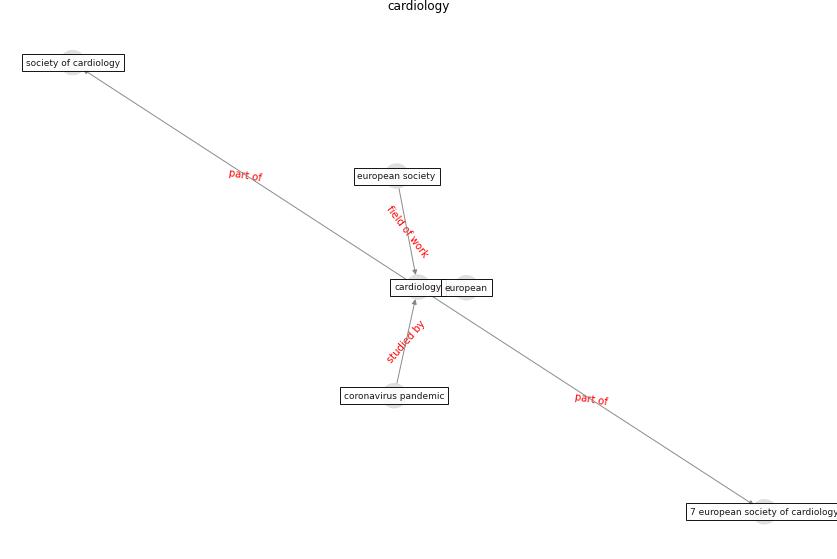 cardiology
society of cardiology
part of
european society
field of work
cardiology
european
studied by
coronavirus pandemic
part of
7 european society of cardiology